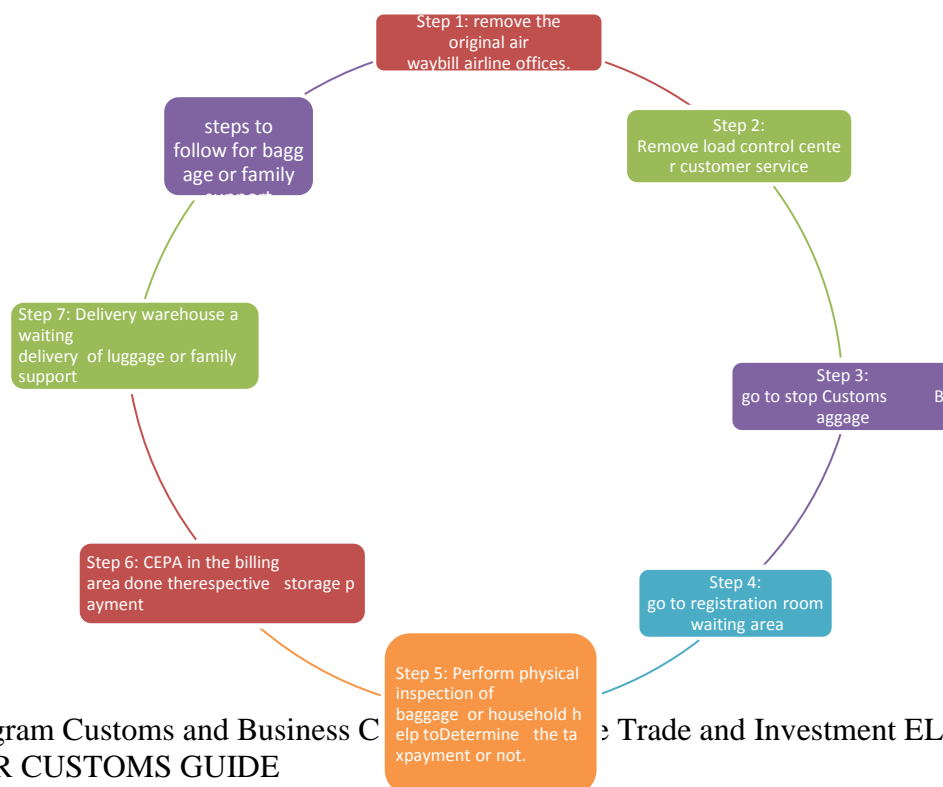 Step 1: remove the
original air
waybill airline offices.
steps to
follow for bagg
age or family
support
Step 2:
Remove load control cente
r customer service
Step 7: Delivery warehouse a
waiting
delivery of luggage or family
support
Step 3:
go to stop Customs B
aggage
Step 6: CEPA in the billing
area done therespective storage p
ayment
Step 4:
go to registration room
waiting area
Step 5: Perform physical
inspection of
baggage or household h
elp toDetermine the ta
xpayment or not.
gram Customs and Business C e Trade and Investment EL
R CUSTOMS GUIDE